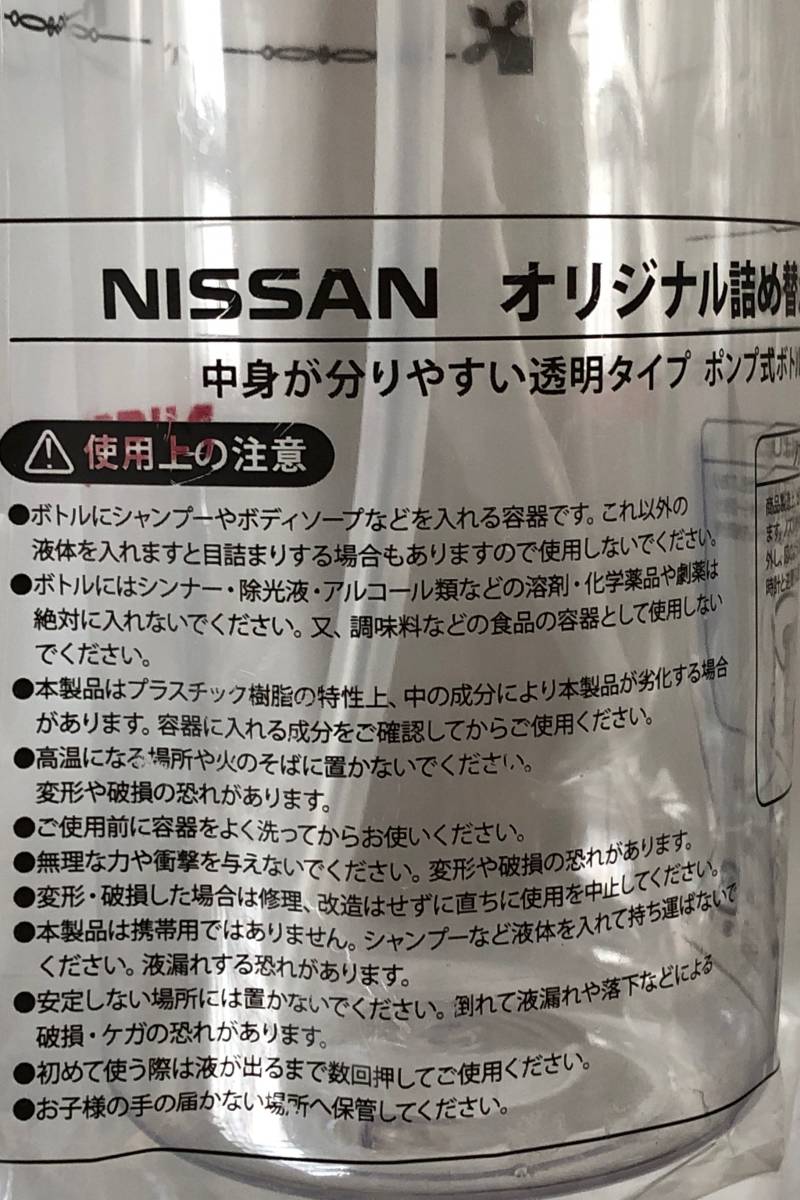 NISSAN オリジナル詰め替
中身が分りやすい透明タイプ ポンプ式ボトル
使用上の注意
●ボトルにシャンプーやボディソープなどを入れる容器です。これ以外の
液体を入れますと目詰まりする場合もありますので使用しないでください。
●ボトルにはシンナー・除光液・アルコール類などの溶剤・化学薬品や劇薬は
絶対に入れないでください。又、調味料などの食品の容器として使用しない
でください。
●本製品はプラスチック樹脂の特性上、中の成分により本製品が劣化する場合
があります。容器に入れる成分をご確認してからご使用ください。
●高温になる場所や火のそばに置かないでください。
変形や破損の恐れがあります。
●ご使用前に容器をよく洗ってからお使いください。
●無理な力や衝撃を与えないでください。変形や破損の恐れがあります。
●変形・破損した場合は修理、改造はせずに直ちに使用を中止してください。
●本製品は携帯用ではありません。シャンプーなど液体を入れて持ち運ばないで
ください。液漏れする恐れがあります。
●安定しない場所には置かないでください。倒れて液漏れや落下などによる
破損・ケガの恐れがあります。
●初めて使う際は液が出るまで数回押してご使用ください。
●お子様の手の届かない場所へ保管してください。